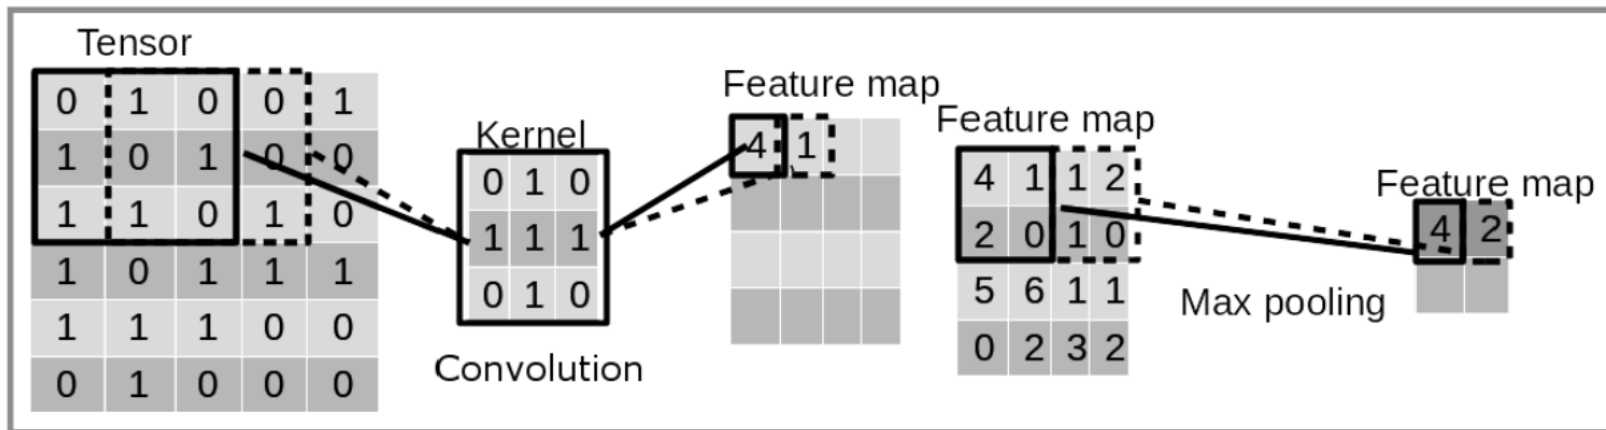 Tensor
0 1 0 0 1
1 0 1 0 0
1 1 0 1 0
1 0 1 1 1
1 1 1 0 0
0 1 0 0 0
Kernel
0 1 0
1 1 1
0 1 0
Convolution
Feature map
4 1
Feature map
4 1 1 2
2 0 1 0
5 6 1 1
0 2 3 2
Max pooling
Feature map
4 2